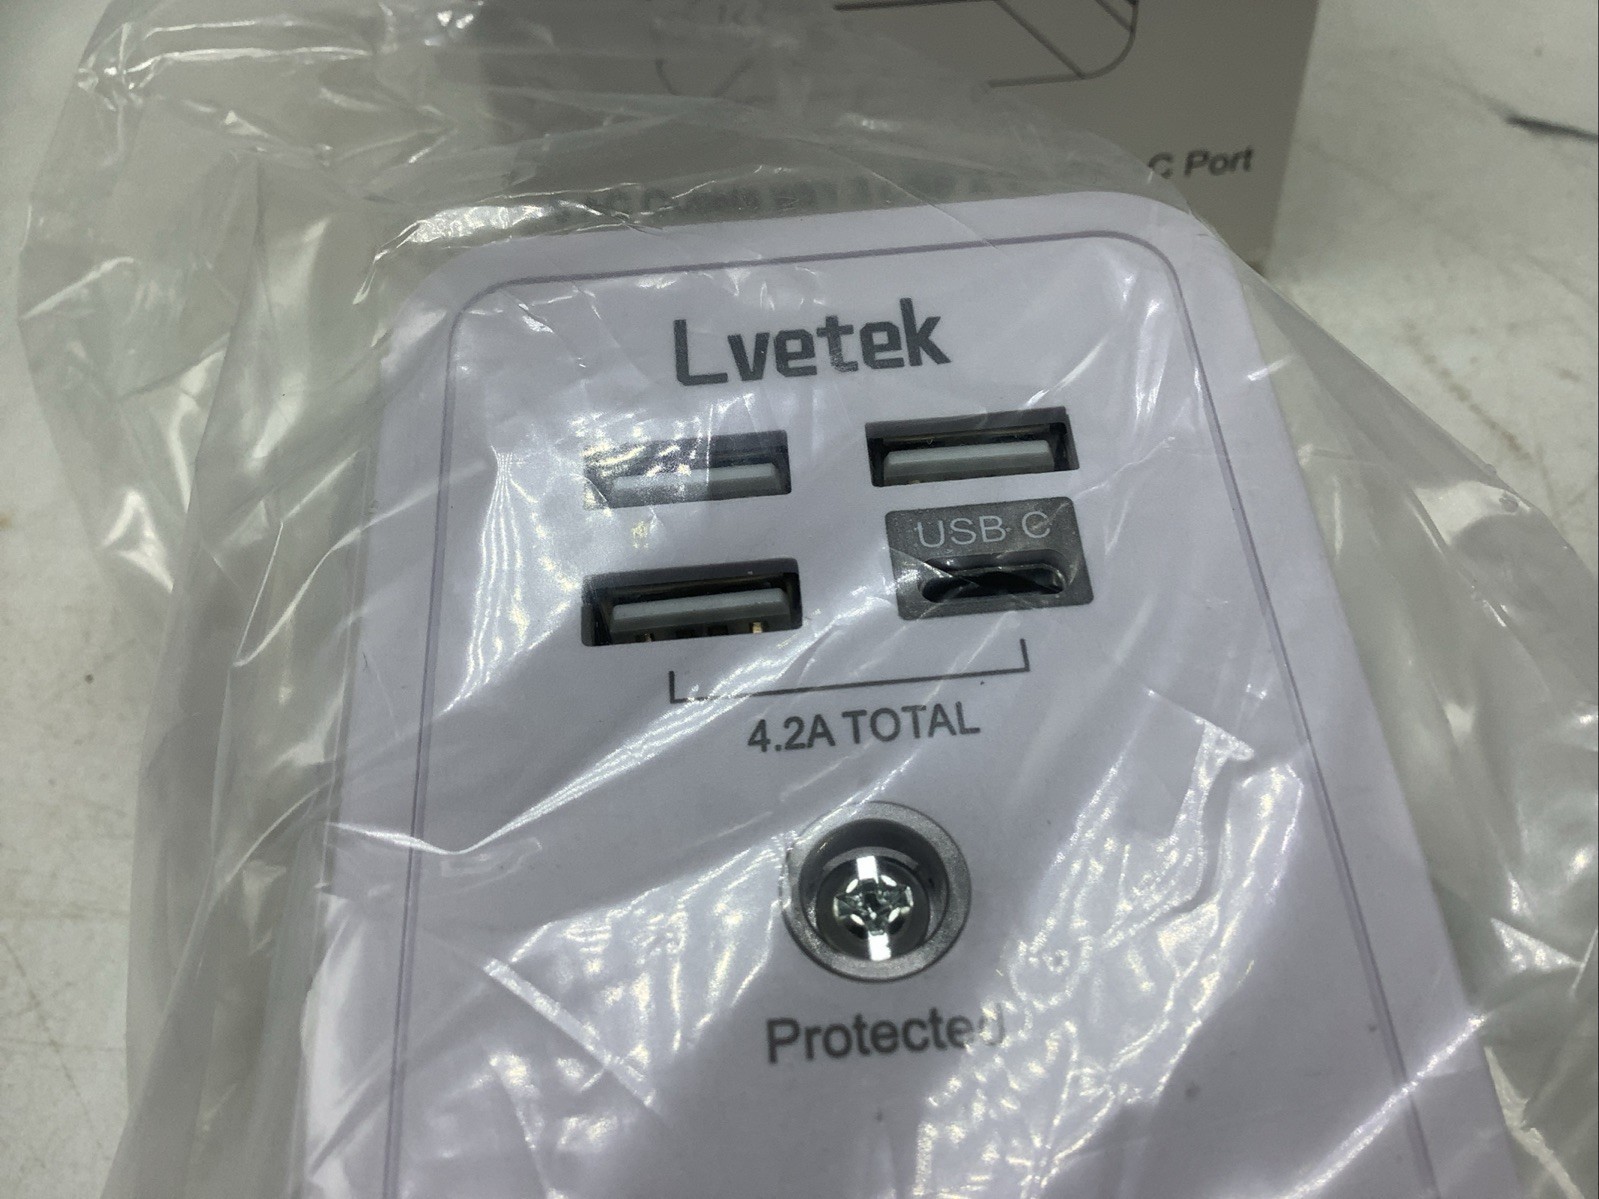 C Port
Lvetek
USB C
4.2A TOTAL
Protected